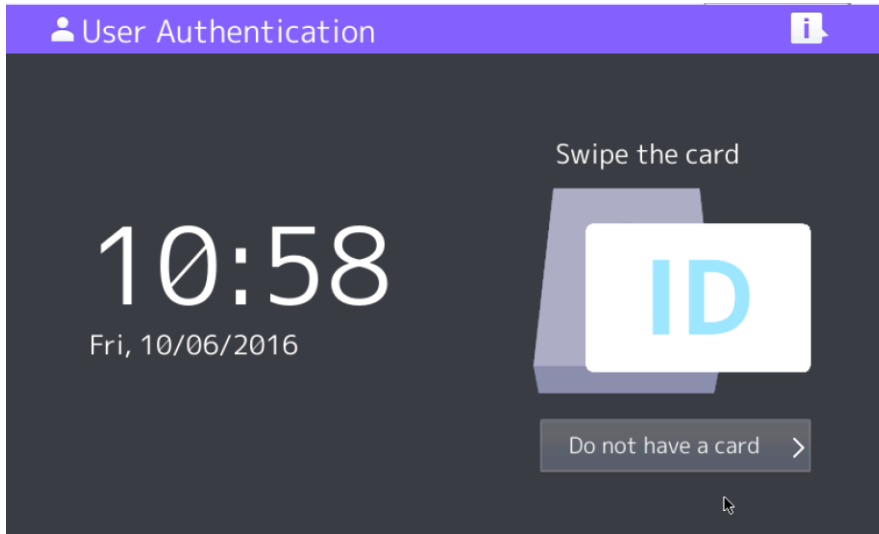 User Authentication
i
Swipe the card
10:58
Fri, 10/06/2016
ID
Do not have a card